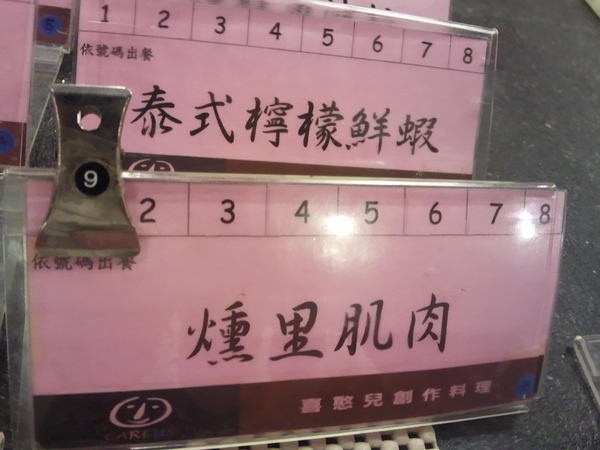 1 2 3 4 5 6 7 8
依號碼出餐
泰式檸檬鮮蝦
9
2 3 4 5 6 7 8
依號碼出餐
燻里肌肉
喜憨兒創作料理